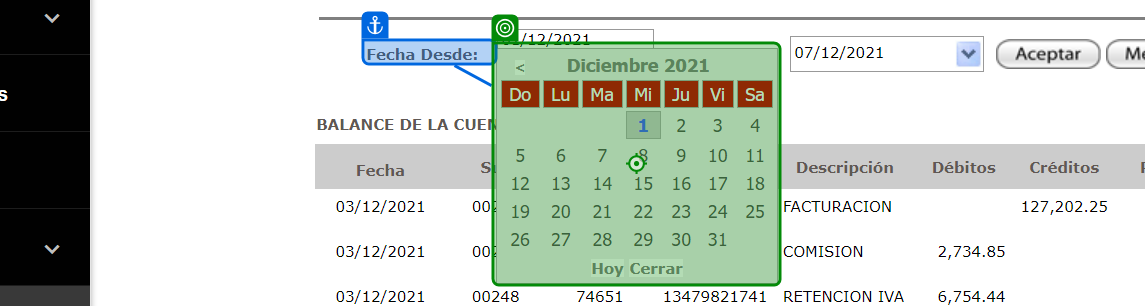 s
Fecha Desde:
/12/2021
07/12/2021
Aceptar
Me
< Diciembre 2021
Do Lu Ma Mi Ju Vi Sa
1 2 3 4
5 6 7 8 9 10 11
12 13 14 15 16 17 18
19 20 21 22 23 24 25
26 27 28 29 30 31
Hoy Cerrar
BALANCE DE LA CUEN
Fecha Descripción Débitos Créditos
03/12/2021 002 FACTURACION 127,202.25
03/12/2021 002 COMISION 2,734.85
03/12/2021 00248 74651 13479821741 RETENCION IVA 6,754.44